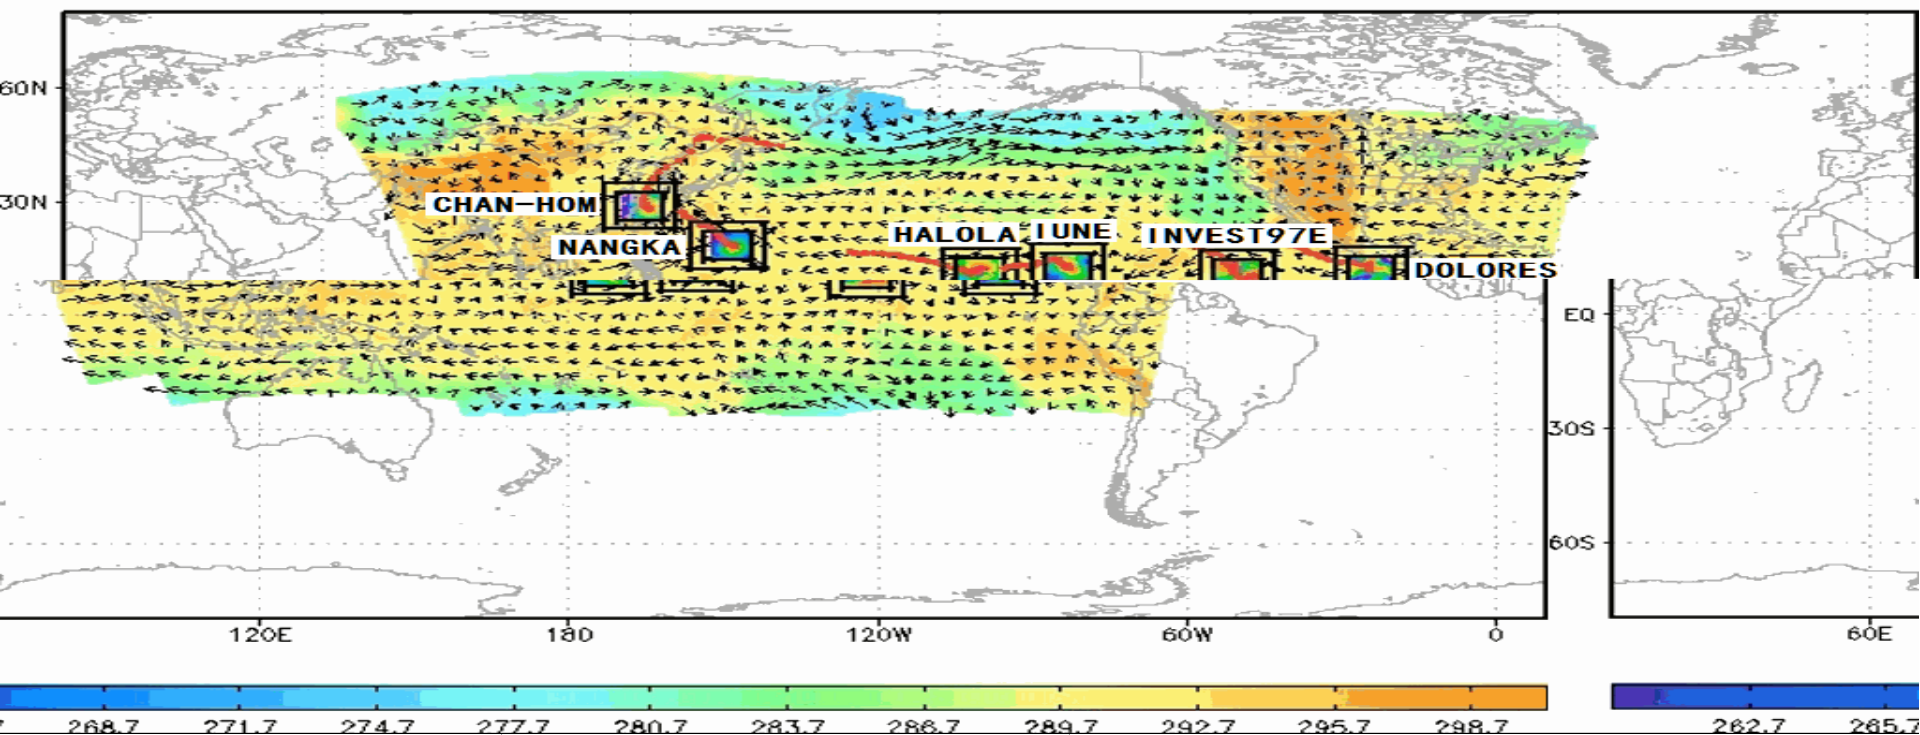 60N
30N
CHAN-HOM
NANGKA
HALOLA
IUNE
INVEST97E
DOLORES
EQ
30S
60S
120E
180
120W
60W
0
60E
268.7
271.7
274.7
277.7
280.7
283.7
286.7
289.7
292.7
295.7
298.7
262.7
265.7